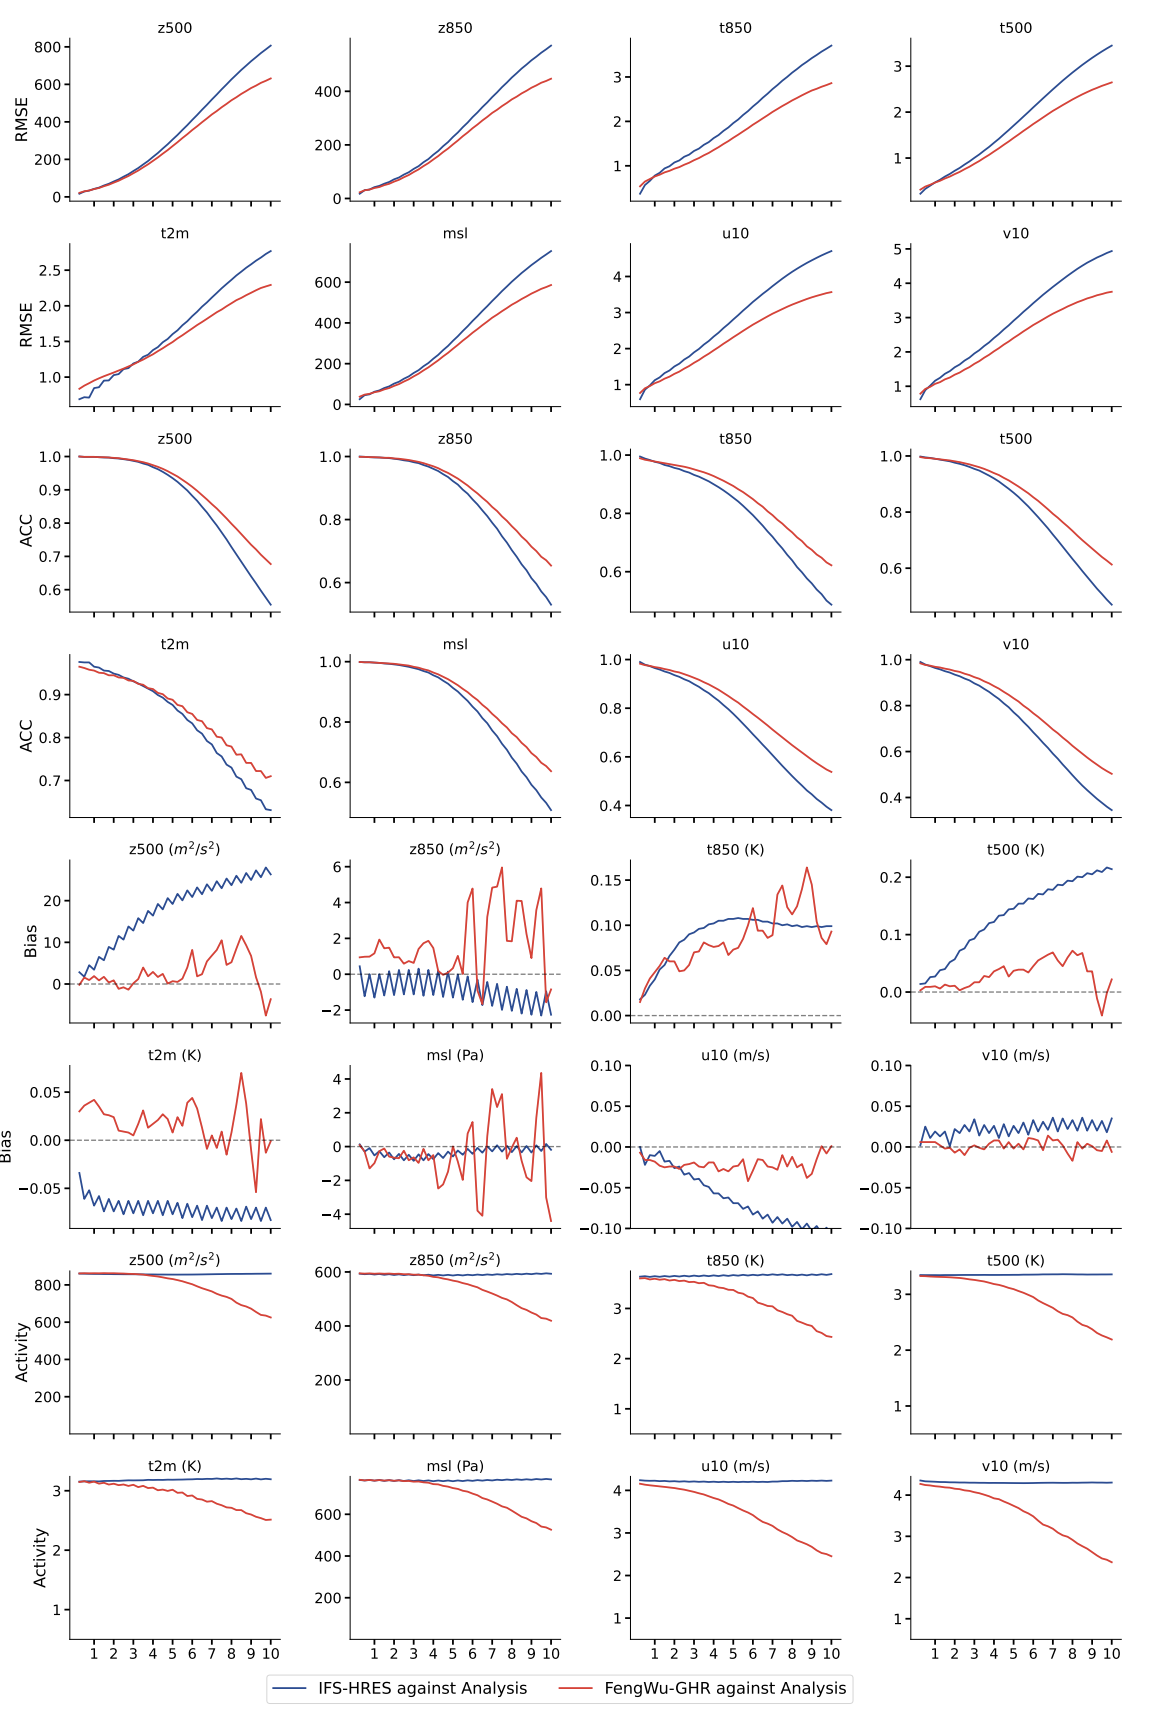 z500 z850 t850 t500
RMSE
800 600 400 200 0
400 200 0
3 2 1
3 2 1
t2m msl u10 v10
RMSE
2.5 2.0 1.5 1.0
600 400 200 0
4 3 2 1
5 4 3 2 1
z500 z850 t850 t500
ACC
1.0 0.9 0.8 0.7 0.6
1.0 0.8 0.6
1.0 0.8 0.6
1.0 0.8 0.6
t2m msl u10 v10
ACC
0.9 0.8 0.7
1.0 0.8 0.6
1.0 0.8 0.6 0.4
1.0 0.8 0.6 0.4
z500 (m²/s²) z850 (m²/s²) t850 (K) t500 (K)
Bias
20 10 0
6 4 2 0 −2
0.15 0.10 0.05 0.00
0.2 0.1 0.0
t2m (K) msl (Pa) u10 (m/s) v10 (m/s)
Bias
0.05 0.00 −0.05
4 2 0 −2 −4
0.10 0.05 0.00 −0.05 −0.10
0.10 0.05 0.00 −0.05 −0.10
z500 (m²/s²) z850 (m²/s²) t850 (K) t500 (K)
Activity
800 600 400 200
600 400 200
3 2 1
3 2 1
t2m (K) msl (Pa) u10 (m/s) v10 (m/s)
Activity
3 2 1
600 400 200
4 3 2 1
4 3 2 1
1 2 3 4 5 6 7 8 9 10
1 2 3 4 5 6 7 8 9 10
1 2 3 4 5 6 7 8 9 10
1 2 3 4 5 6 7 8 9 10
IFS-HRES against Analysis FengWu-GHR against Analysis